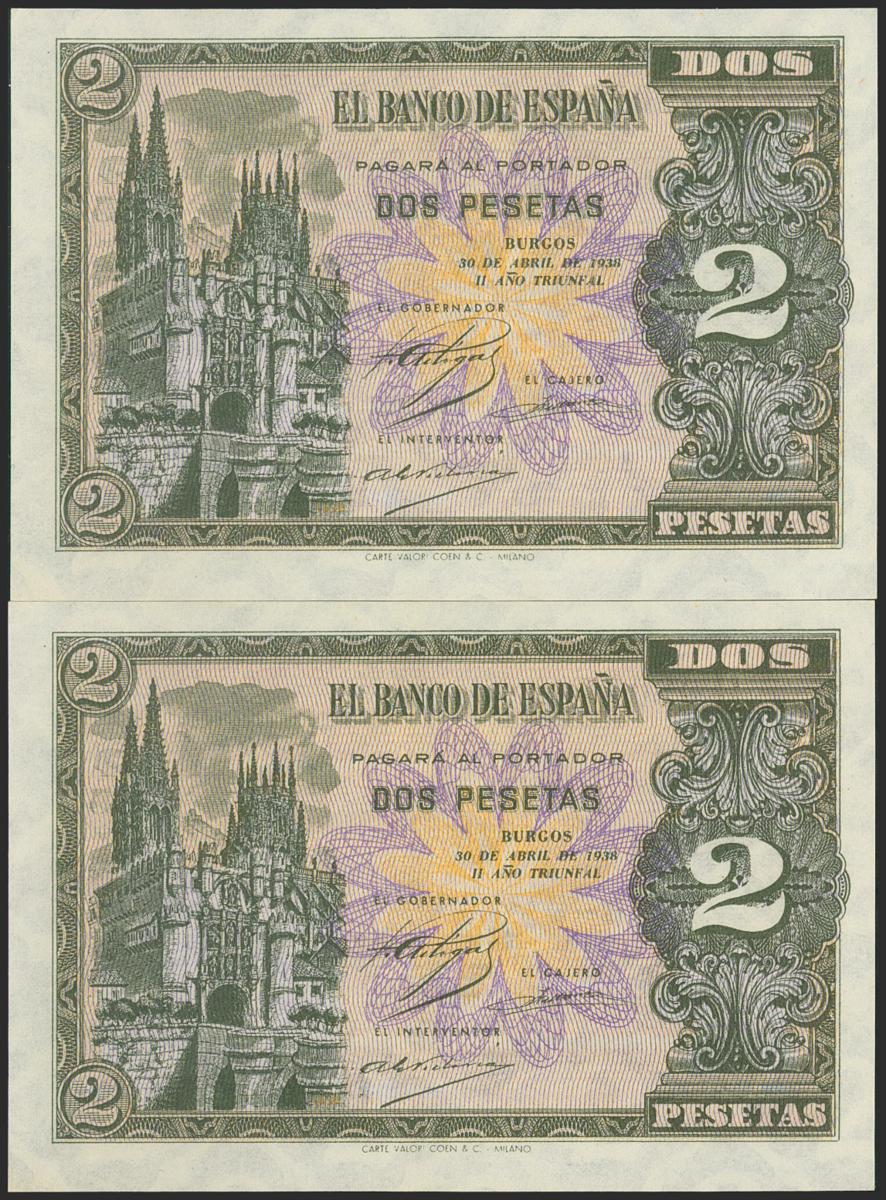 2
DOS
EL BANCO DE ESPAÑA
PAGARÁ AL PORTADOR
DOS PESETAS
BURGOS
30 DE ABRIL DE 1938
II AÑO TRIUNFAL
2
EL GOBERNADOR
EL CAJERO
EL INTERVENTOR
2
PESETAS
CARTE VALORI COEN & C. - MILANO
2
DOS
EL BANCO DE ESPAÑA
PAGARÁ AL PORTADOR
DOS PESETAS
BURGOS
30 DE ABRIL DE 1938
II AÑO TRIUNFAL
2
EL GOBERNADOR
EL CAJERO
EL INTERVENTOR
2
PESETAS
CARTE VALORI COEN & C. - MILANO